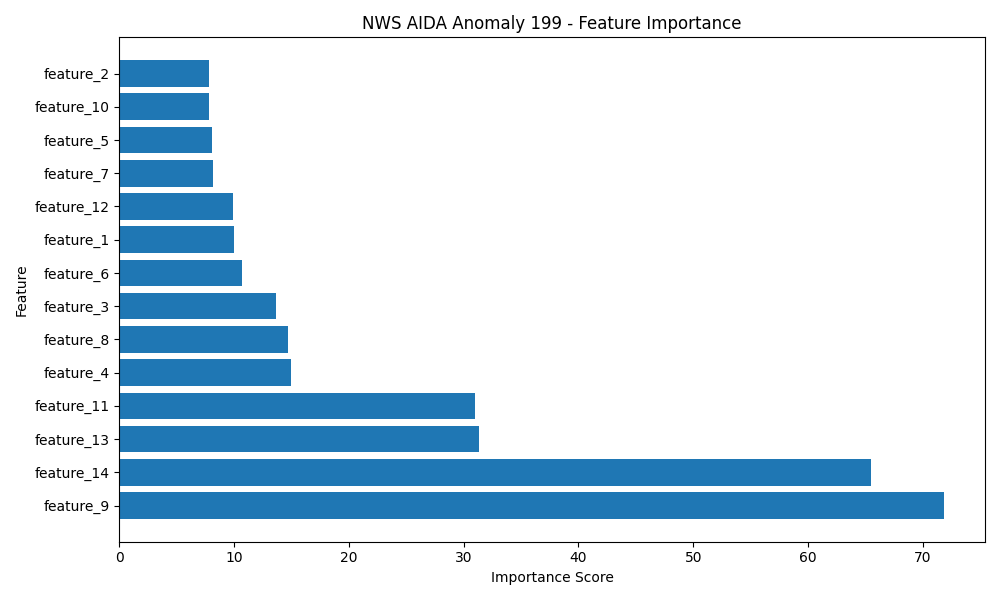 NWS AIDA Anomaly 199 - Feature Importance
feature_2
feature_10
feature_5
feature_7
feature_12
feature_1
feature_6
feature_3
feature_8
feature_4
feature_11
feature_13
feature_14
feature_9
Feature
0 10 20 30 40 50 60 70
Importance Score